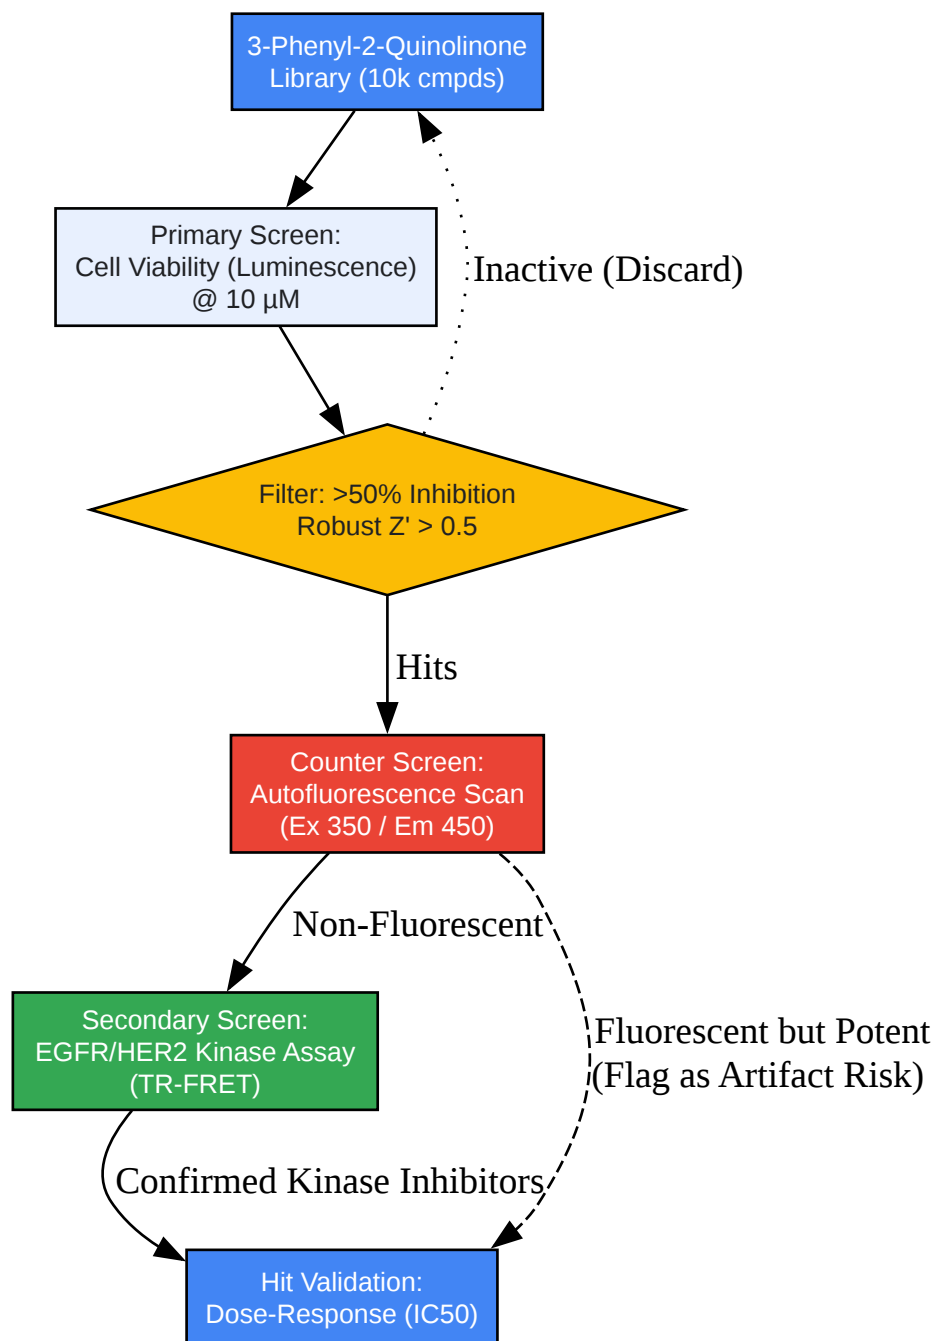 3-Phenyl-2-Quinolinone
Library (10k cmpds)
Primary Screen:
Cell Viability (Luminescence)
@ 10 µM
Inactive (Discard)
Filter: >50% Inhibition
Robust Z' > 0.5
Hits
Counter Screen:
Autofluorescence Scan
(Ex 350 / Em 450)
Non-Fluorescent
Secondary Screen:
EGFR/HER2 Kinase Assay
(TR-FRET)
Fluorescent but Potent
(Flag as Artifact Risk)
Confirmed Kinase Inhibitors
Hit Validation:
Dose-Response (IC50)